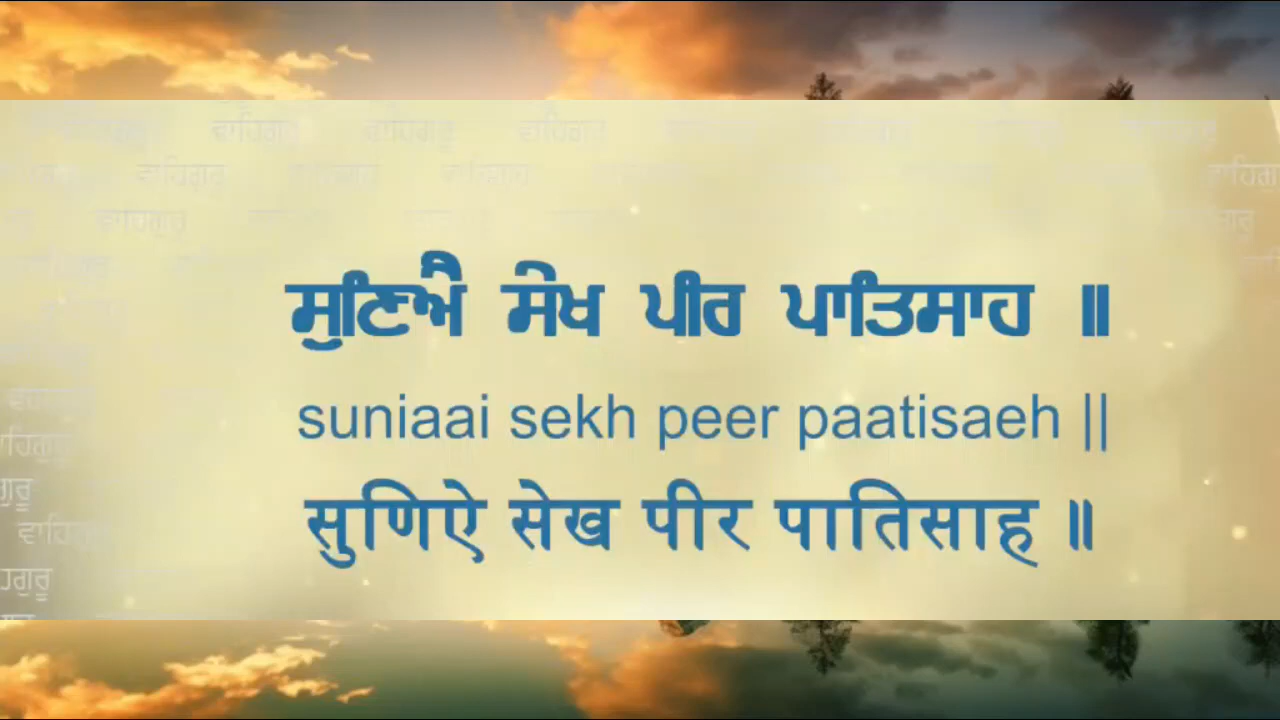 ਵਾਹਿਗੁਰੂ ਵਾਹਿਗੁਰੂ ਵਾਹਿਗੁਰੂ
ਵਾਹਿਗੁਰੂ
ਸੁਣਿਐ ਸੇਖ ਪੀਰ ਪਾਤਿਸਾਹ ॥
suniaai sekh peer paatisaeh ||
सुणिऐ सेख पीर पातिसाह ॥